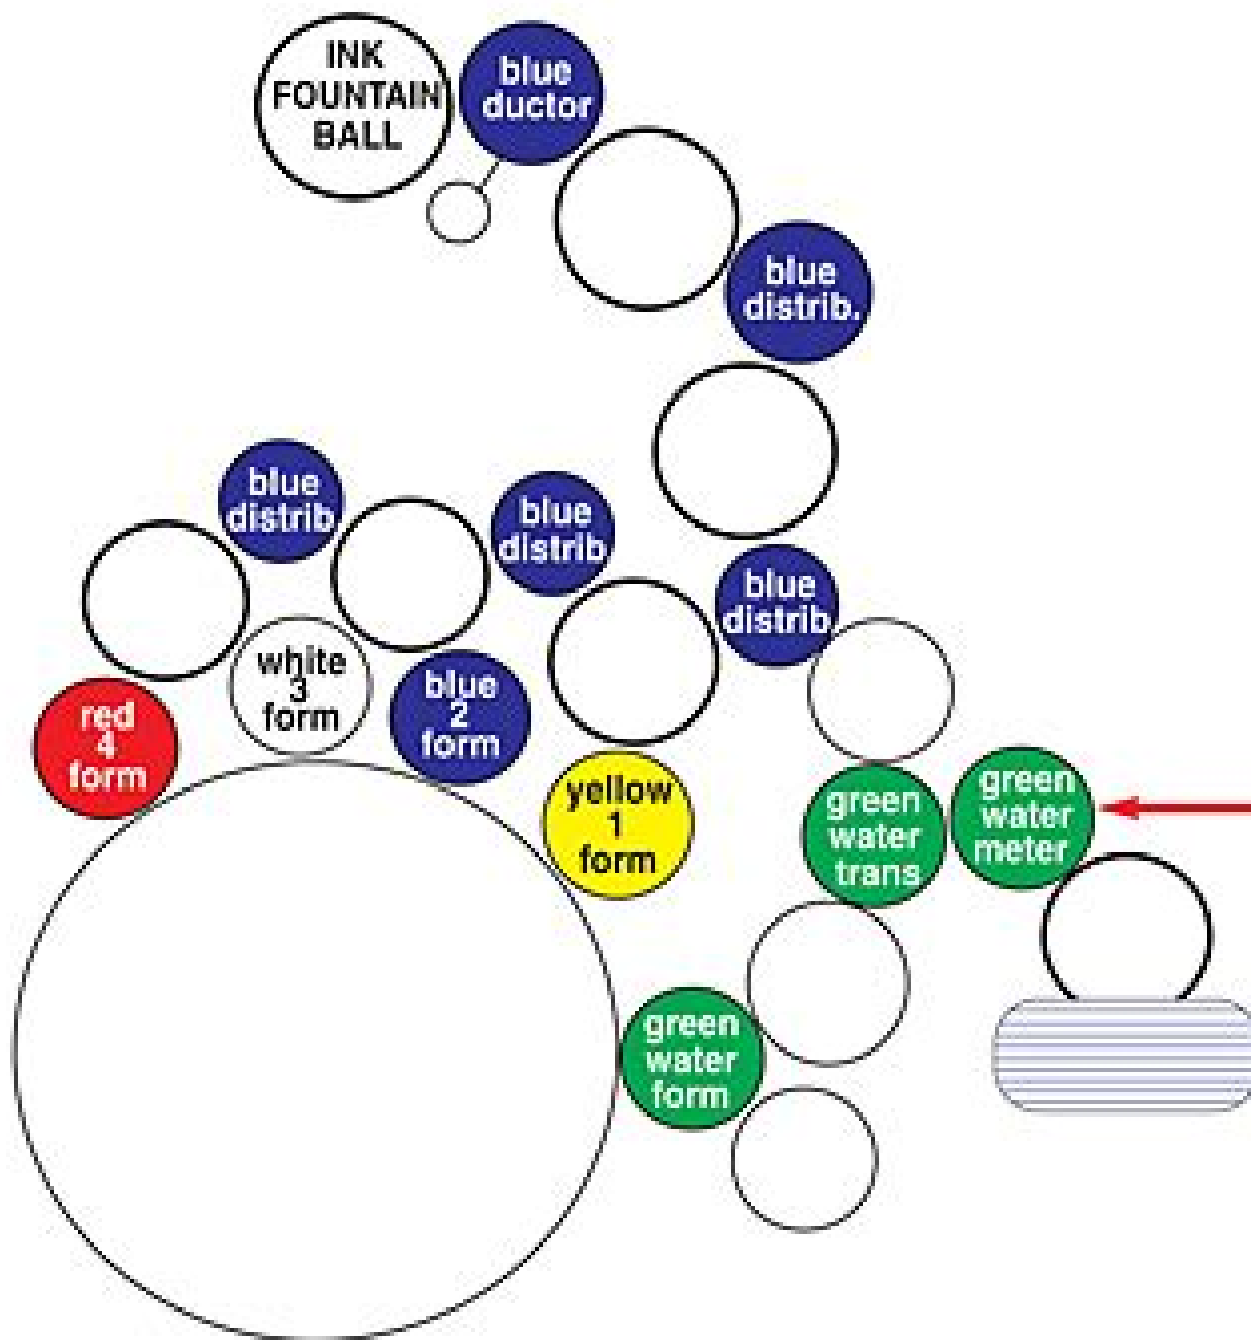 INK
FOUNTAIN
BALL
blue
ductor
blue
distrib.
blue
distrib
blue
distrib
blue
distrib
white
3
form
blue
2
form
red
4
form
yellow
1
form
green
water
trans
green
water
meter
green
water
form